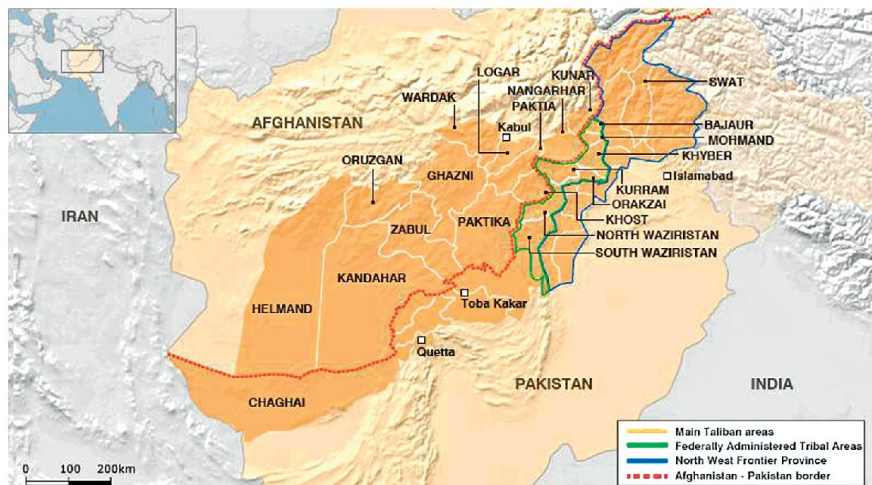 SWAT
KUNAR
LOGAR
NANGARHAR
WARDAK
PAKTIA
AFGHANISTAN
Kabul
BAJAUR
MOHMAND
ORUZGAN
KHYBER
GHAZNI
Islamabad
KURRAM
ORAKZAI
IRAN
KHOST
ZABUL
PAKTIKA
NORTH WAZIRISTAN
SOUTH WAZIRISTAN
KANDAHAR
HELMAND
Toba Kakar
Quetta
PAKISTAN
INDIA
CHAGHAI
Main Taliban areas
Federally Administered Tribal Areas
North West Frontier Province
Afghanistan - Pakistan border
0 100 200km